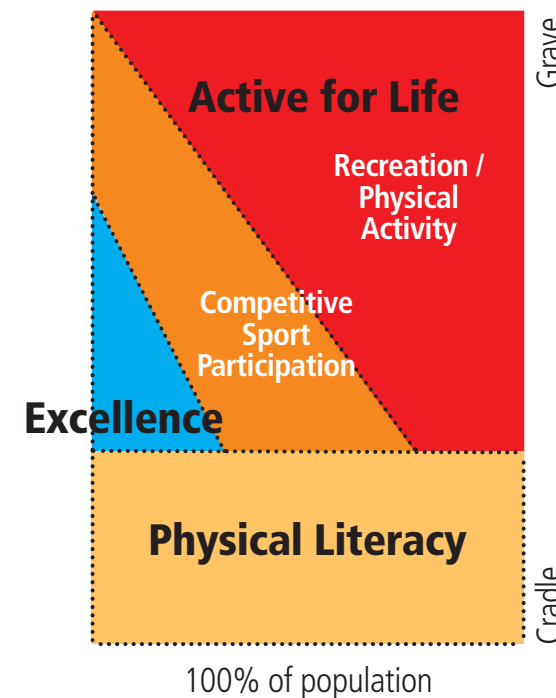 Grave
Active for Life
Recreation /
Physical
Activity
Competitive
Sport
Participation
Excellence
Physical Literacy
Cradle
100% of population